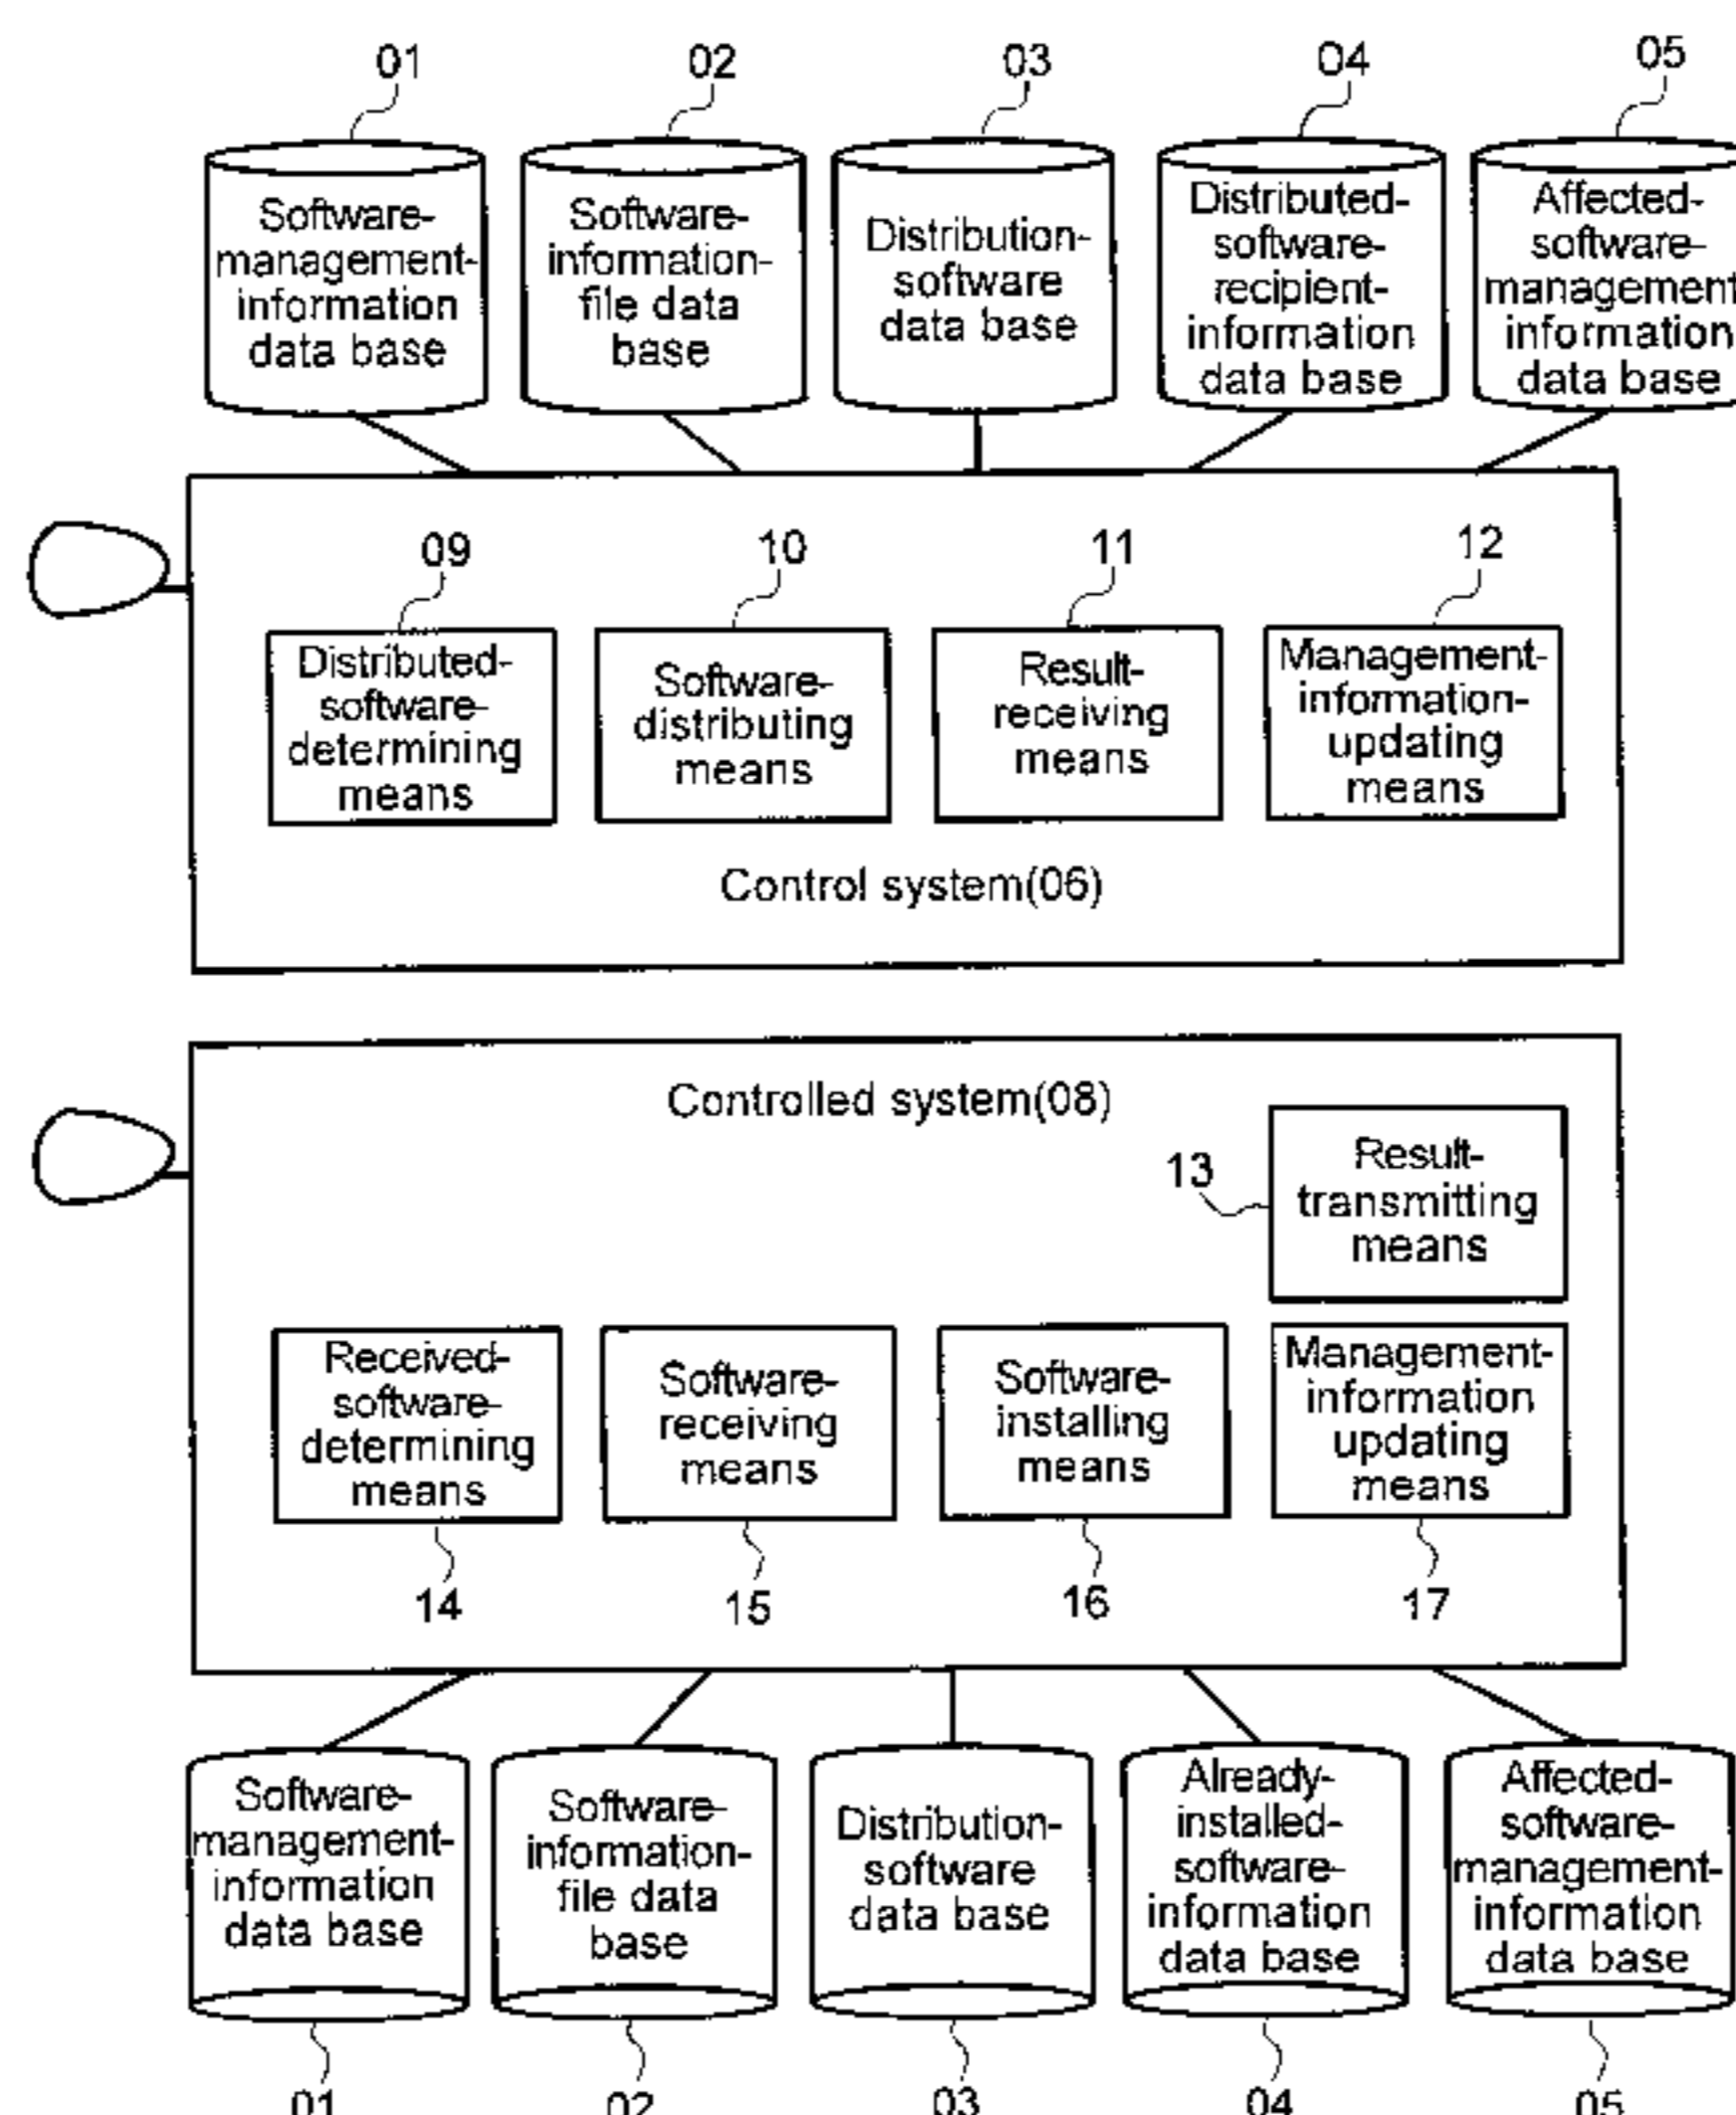 01
02
03
04
05
Software-
management-
information
data base
Software-
information-
file data
base
Distribution-
software
data base
Distributed-
software-
recipient-
information
data base
Affected-
software-
management
information
data base
09
10
11
12
Distributed-
software-
determining
means
Software-
distributing
means
Result-
receiving
means
Management-
information-
updating
means
Control system(06)
Controlled system(08)
13
Result-
transmitting
means
Received-
software-
determining
means
Software-
receiving
means
Software-
installing
means
Management-
information
updating
means
14
15
16
17
Software-
management-
information
data base
Software-
information-
file data
base
Distribution-
software
data base
Already-
installed-
software-
information
data base
Affected-
software-
management-
information
data base
01
02
03
04
05